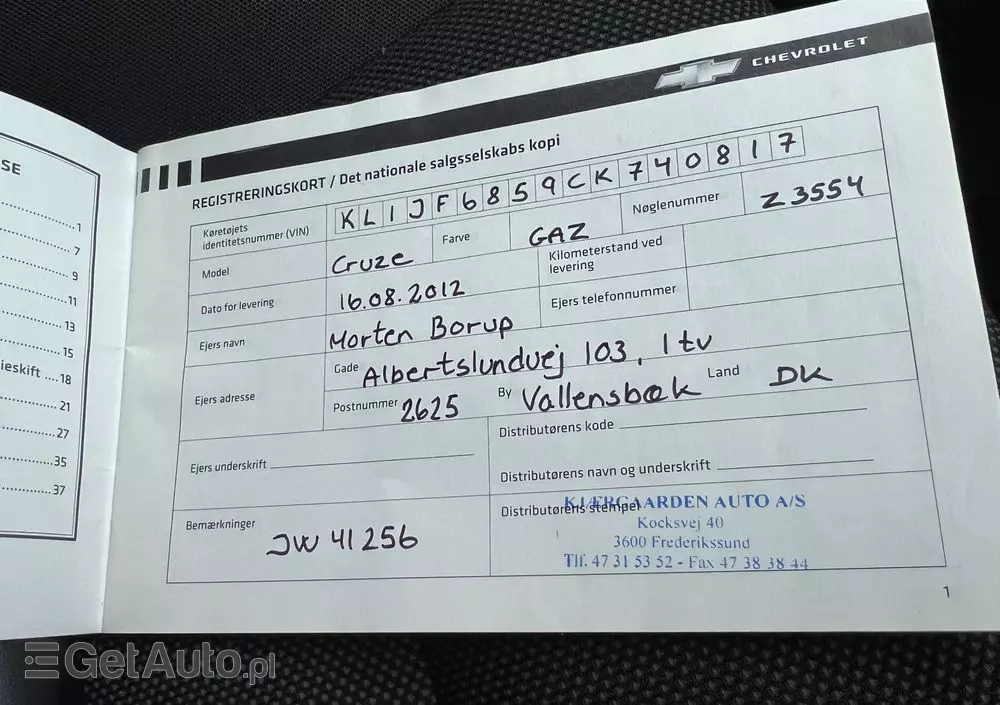 SE
1
7
9
11
13
15
ieskift ....18
21
27
35
37
CHEVROLET
REGISTRERINGSKORT / Det nationale salgsselskabs kopi
Køretøjets identitetsnummer (VIN) KL1JF6859CK740817
Model Cruze Farve GAZ Nøglenummer Z3554
Dato for levering 16.08.2012 Kilometerstand ved levering
Ejers navn Morten Borup Ejers telefonnummer
Ejers adresse Gade Albertslundvej 103, 1 tv
Postnummer 2625 By Vallensbæk Land DK
Ejers underskrift
Distributørens kode
Distributørens navn og underskrift
Bemærkninger JW 41256
Distributørens stempel
KJÆRGAARDEN AUTO A/S
Kocksvej 40
3600 Frederikssund
Tlf. 47 31 53 52 - Fax 47 38 38 44
1
GetAuto.pl